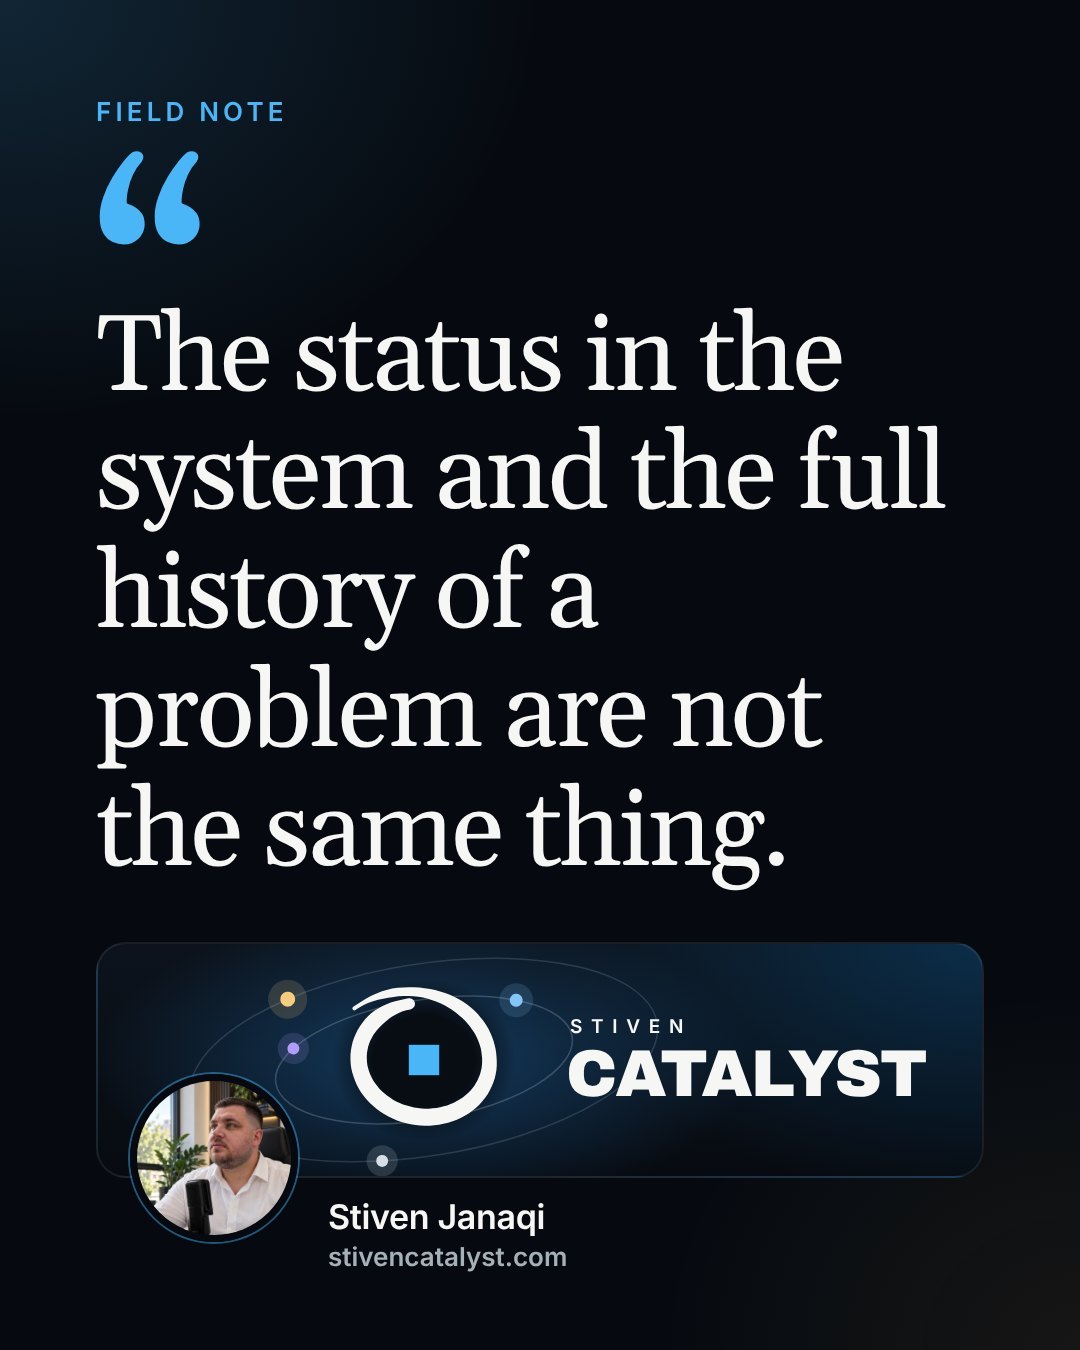 FIELD NOTE
“
The status in the
system and the full
history of a
problem are not
the same thing.
STIVEN
CATALYST
Stiven Janaqi
stivencatalyst.com